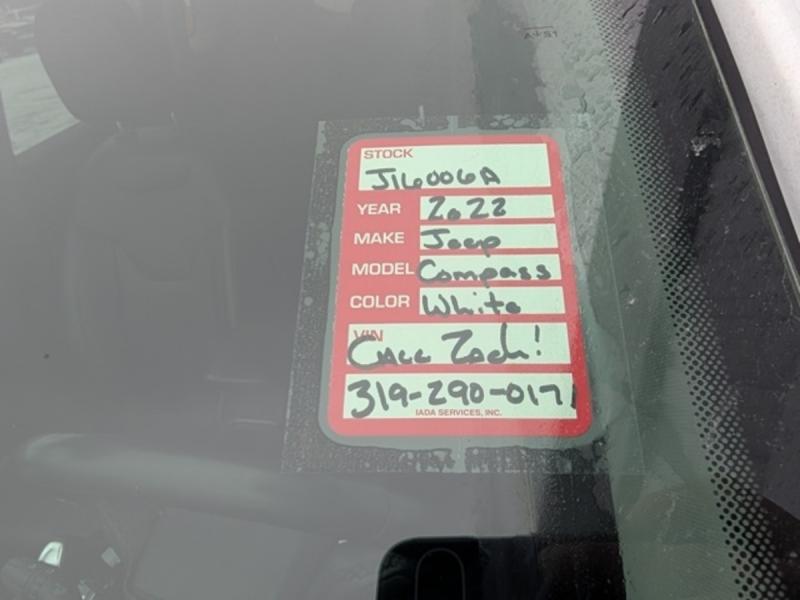 STOCK
J16006A
YEAR 2022
MAKE Jeep
MODEL Compass
COLOR White
VIN
CALL Zach!
319-290-0171
IADA SERVICES, INC.